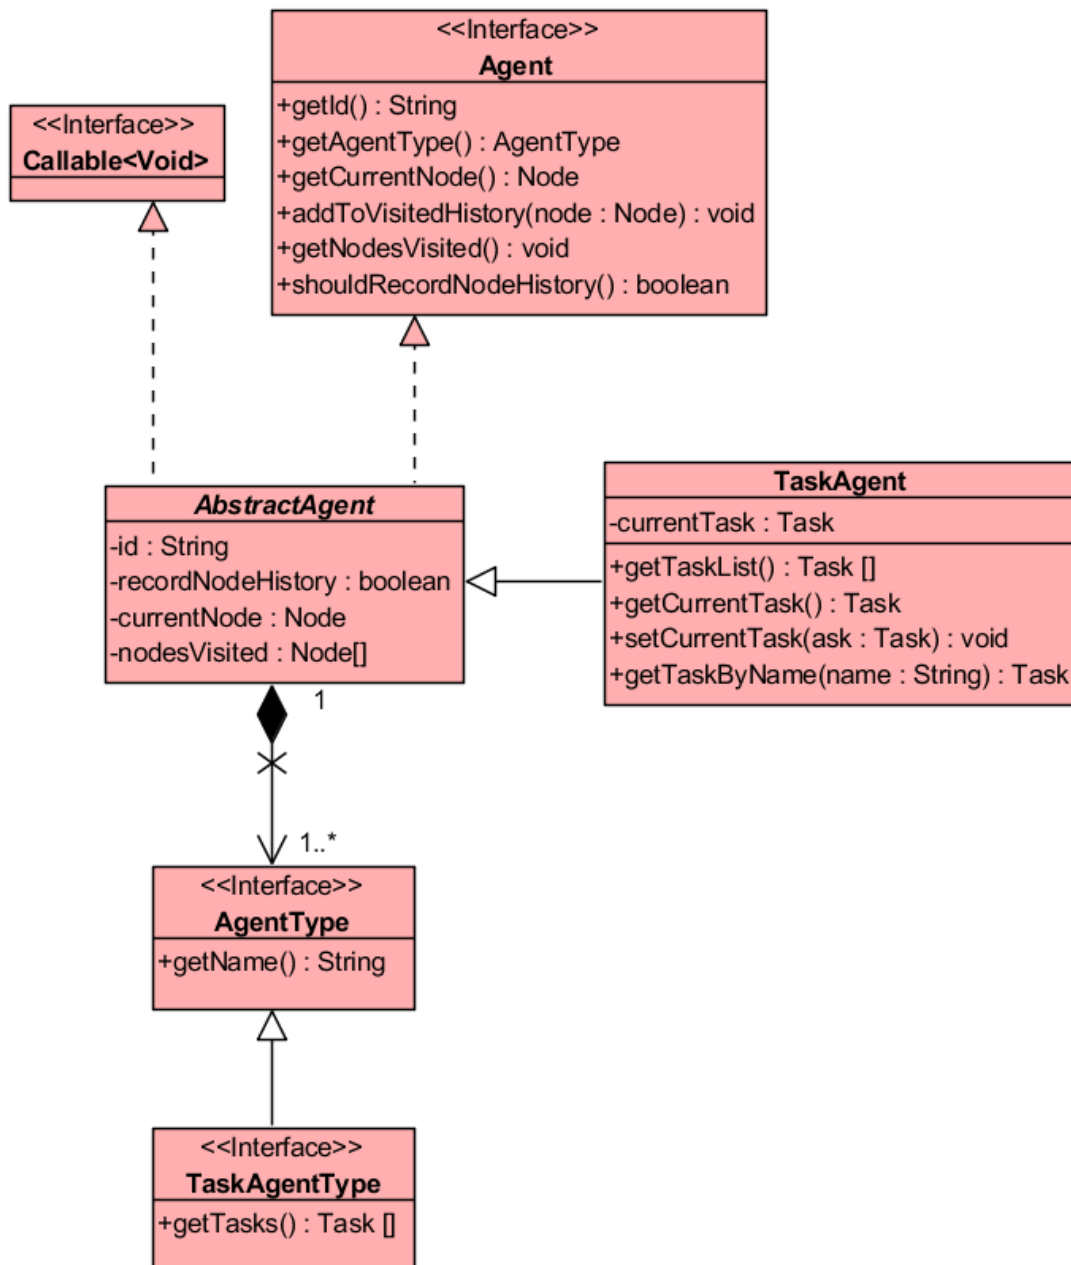 <<Interface>>
Agent
+getId() : String
+getAgentType() : AgentType
+getCurrentNode() : Node
+addToVisitedHistory(node : Node) : void
+getNodesVisited() : void
+shouldRecordNodeHistory() : boolean
<<Interface>>
Callable<Void>
AbstractAgent
-id : String
-recordNodeHistory : boolean
-currentNode : Node
-nodesVisited : Node[]
TaskAgent
-currentTask : Task
+getTaskList() : Task []
+getCurrentTask() : Task
+setCurrentTask(ask : Task) : void
+getTaskByName(name : String) : Task
1
1..*
<<Interface>>
AgentType
+getName() : String
<<Interface>>
TaskAgentType
+getTasks() : Task []